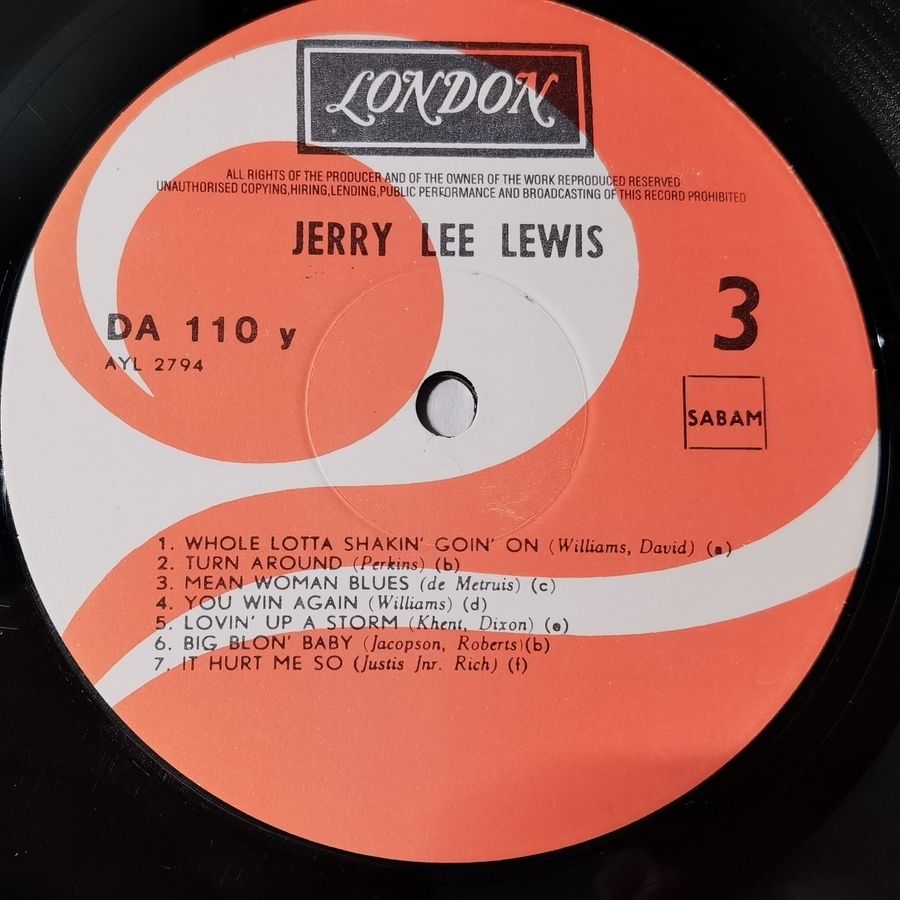 LONDON
ALL RIGHTS OF THE PRODUCER AND OF THE OWNER OF THE WORK REPRODUCED RESERVED
UNAUTHORISED COPYING,HIRING,LENDING,PUBLIC PERFORMANCE AND BROADCASTING OF THIS RECORD PROHIBITED
JERRY LEE LEWIS
DA 110 y
AYL 2794
3
SABAM
1. WHOLE LOTTA SHAKIN' GOIN' ON (Williams, David) (a)
2. TURN AROUND (Perkins) (b)
3. MEAN WOMAN BLUES (de Metruis) (c)
4. YOU WIN AGAIN (Williams) (d)
5. LOVIN' UP A STORM (Khent, Dixon) (e)
6. BIG BLON' BABY (Jacopson, Roberts)(b)
7. IT HURT ME SO (Justis Jnr. Rich) (f)